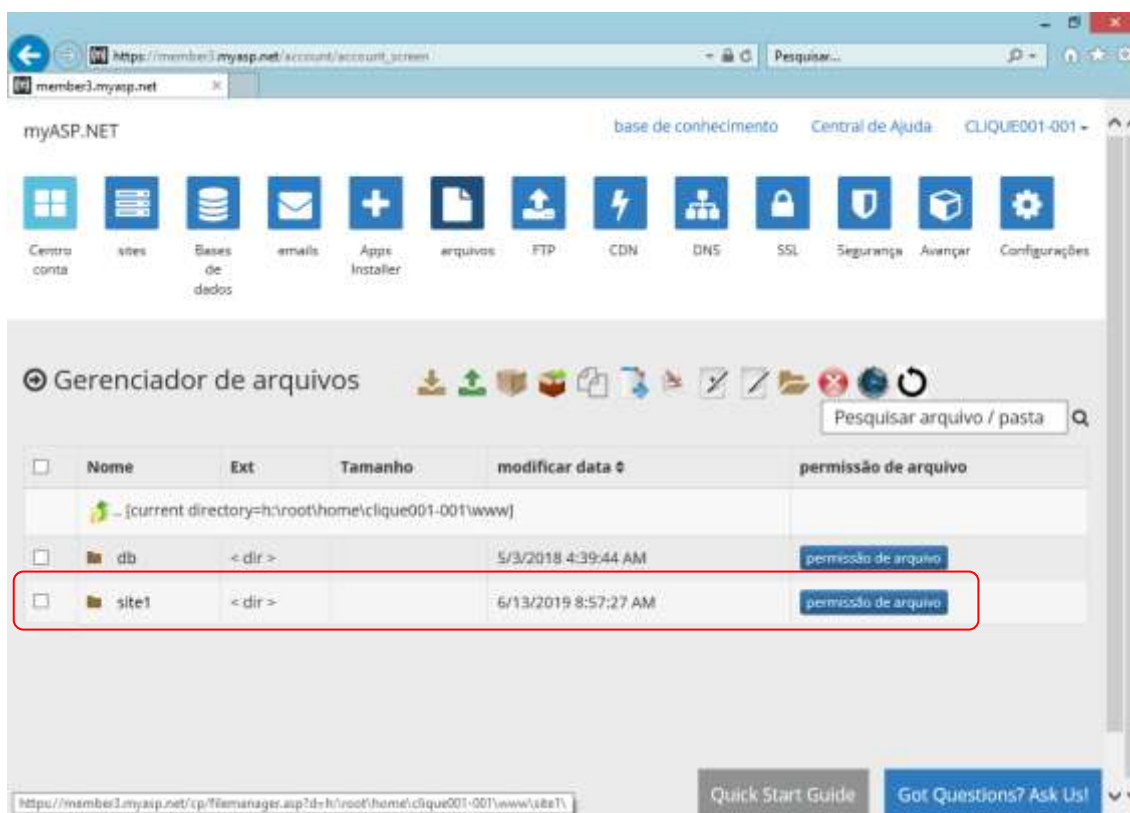 https://member3.myasp.net/account/account_screen
Pesquisar...
member3.myasp.net
myASP.NET
base de conhecimento Central de Ajuda CLIQUE001-001
Centro conta
sites
Bases de dados
emails
Apps Installer
arquivos
FTP
CDN
DNS
SSL
Segurança
Avançar
Configurações
Gerenciador de arquivos
Pesquisar arquivo / pasta
Nome Ext Tamanho modificar data permissão de arquivo
.. [current directory=h:\root\home\clique001-001\www]
db < dir > 5/3/2018 4:39:44 AM permissão de arquivo
site1 < dir > 6/13/2019 8:57:27 AM permissão de arquivo
Quick Start Guide
Got Questions? Ask Us!
https://member3.myasp.net/cp/filemanager.asp?d=h:\root\home\clique001-001\www\site1\